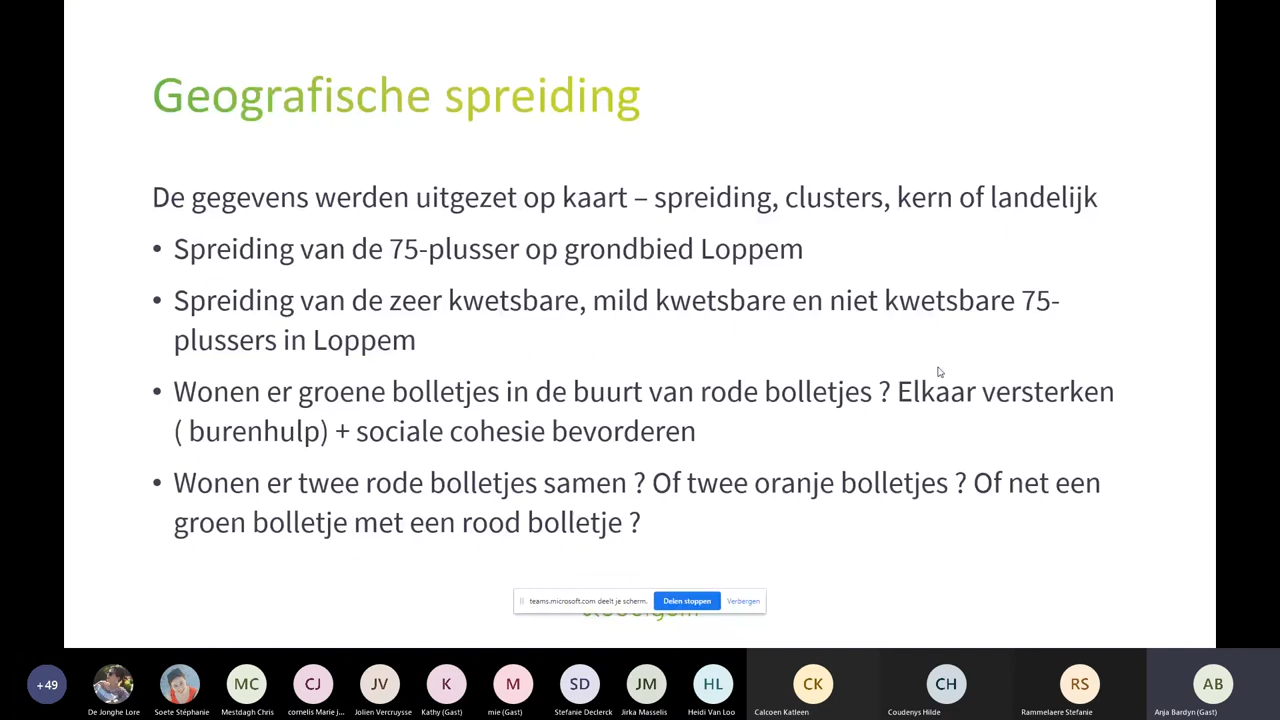 Geografische spreiding
De gegevens werden uitgezet op kaart – spreiding, clusters, kern of landelijk
• Spreiding van de 75-plusser op grondbied Loppem
• Spreiding van de zeer kwetsbare, mild kwetsbare en niet kwetsbare 75-
plussers in Loppem
• Wonen er groene bolletjes in de buurt van rode bolletjes ? Elkaar versterken
( burenhulp) + sociale cohesie bevorderen
• Wonen er twee rode bolletjes samen ? Of twee oranje bolletjes ? Of net een
groen bolletje met een rood bolletje ?
teams.microsoft.com deelt je scherm. Delen stoppen Verbergen
+49 MC CJ JV K M SD JM HL CK CH RS AB
De Jonghe Lore Soete Stéphanie Mestdagh Chris cornelis Marie j... Jolien Vercruysse Kathy (Gast) mie (Gast) Stefanie Declerck Jirka Masselis Heidi Van Loo Calcoen Katleen Coudenys Hilde Rammelaere Stefanie Anja Bardyn (Gast)